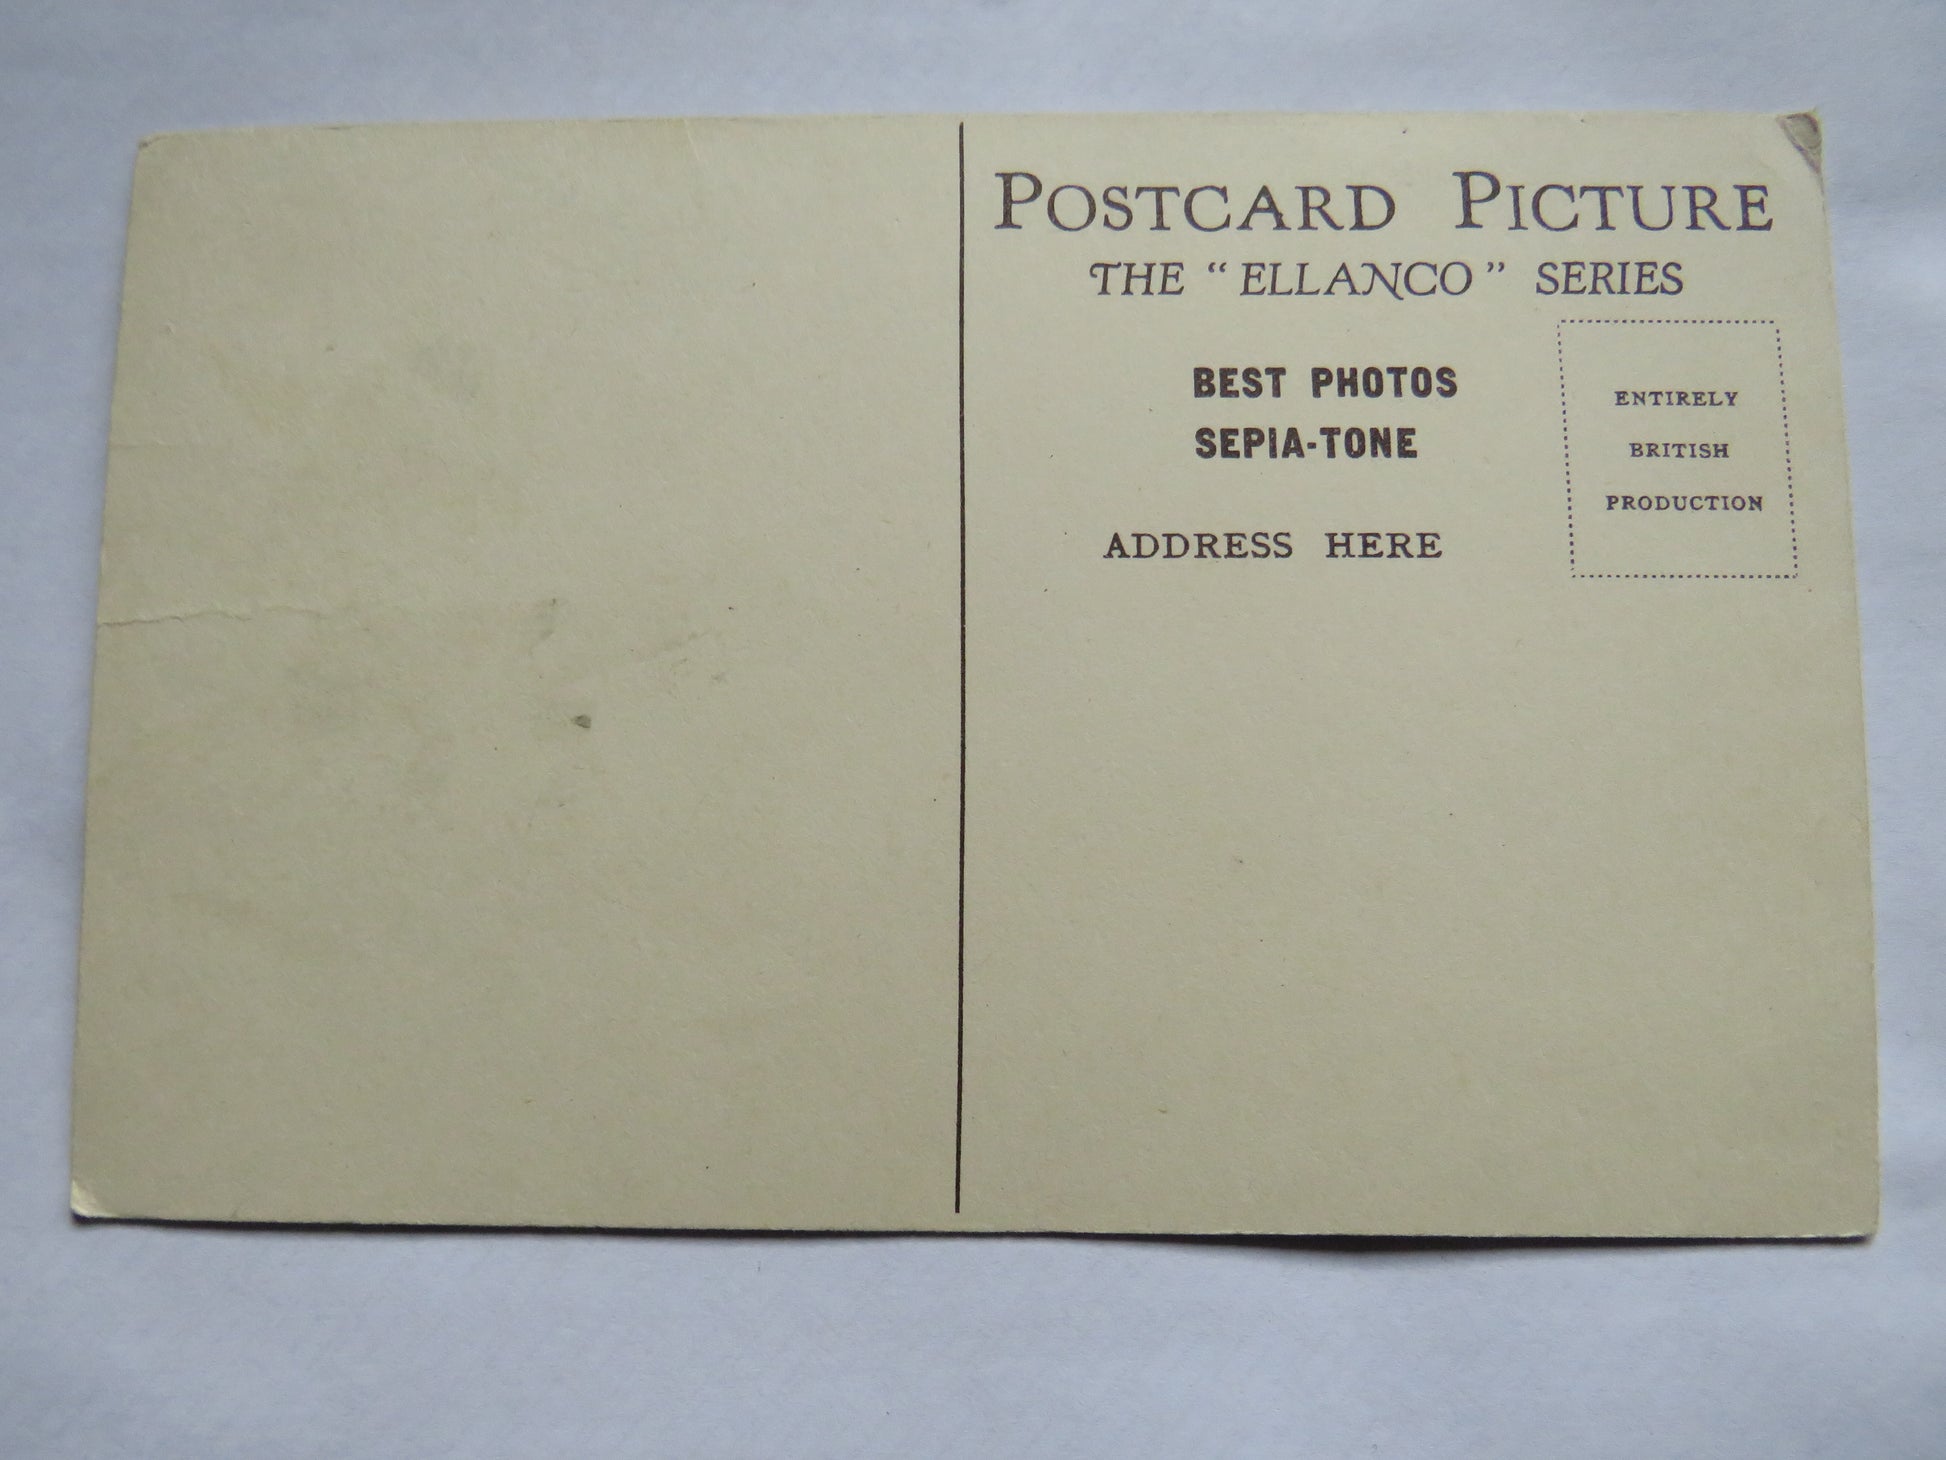 POSTCARD PICTURE
THE "ELLANCO" SERIES
BEST PHOTOS
SEPIA-TONE
ADDRESS HERE
ENTIRELY
BRITISH
PRODUCTION